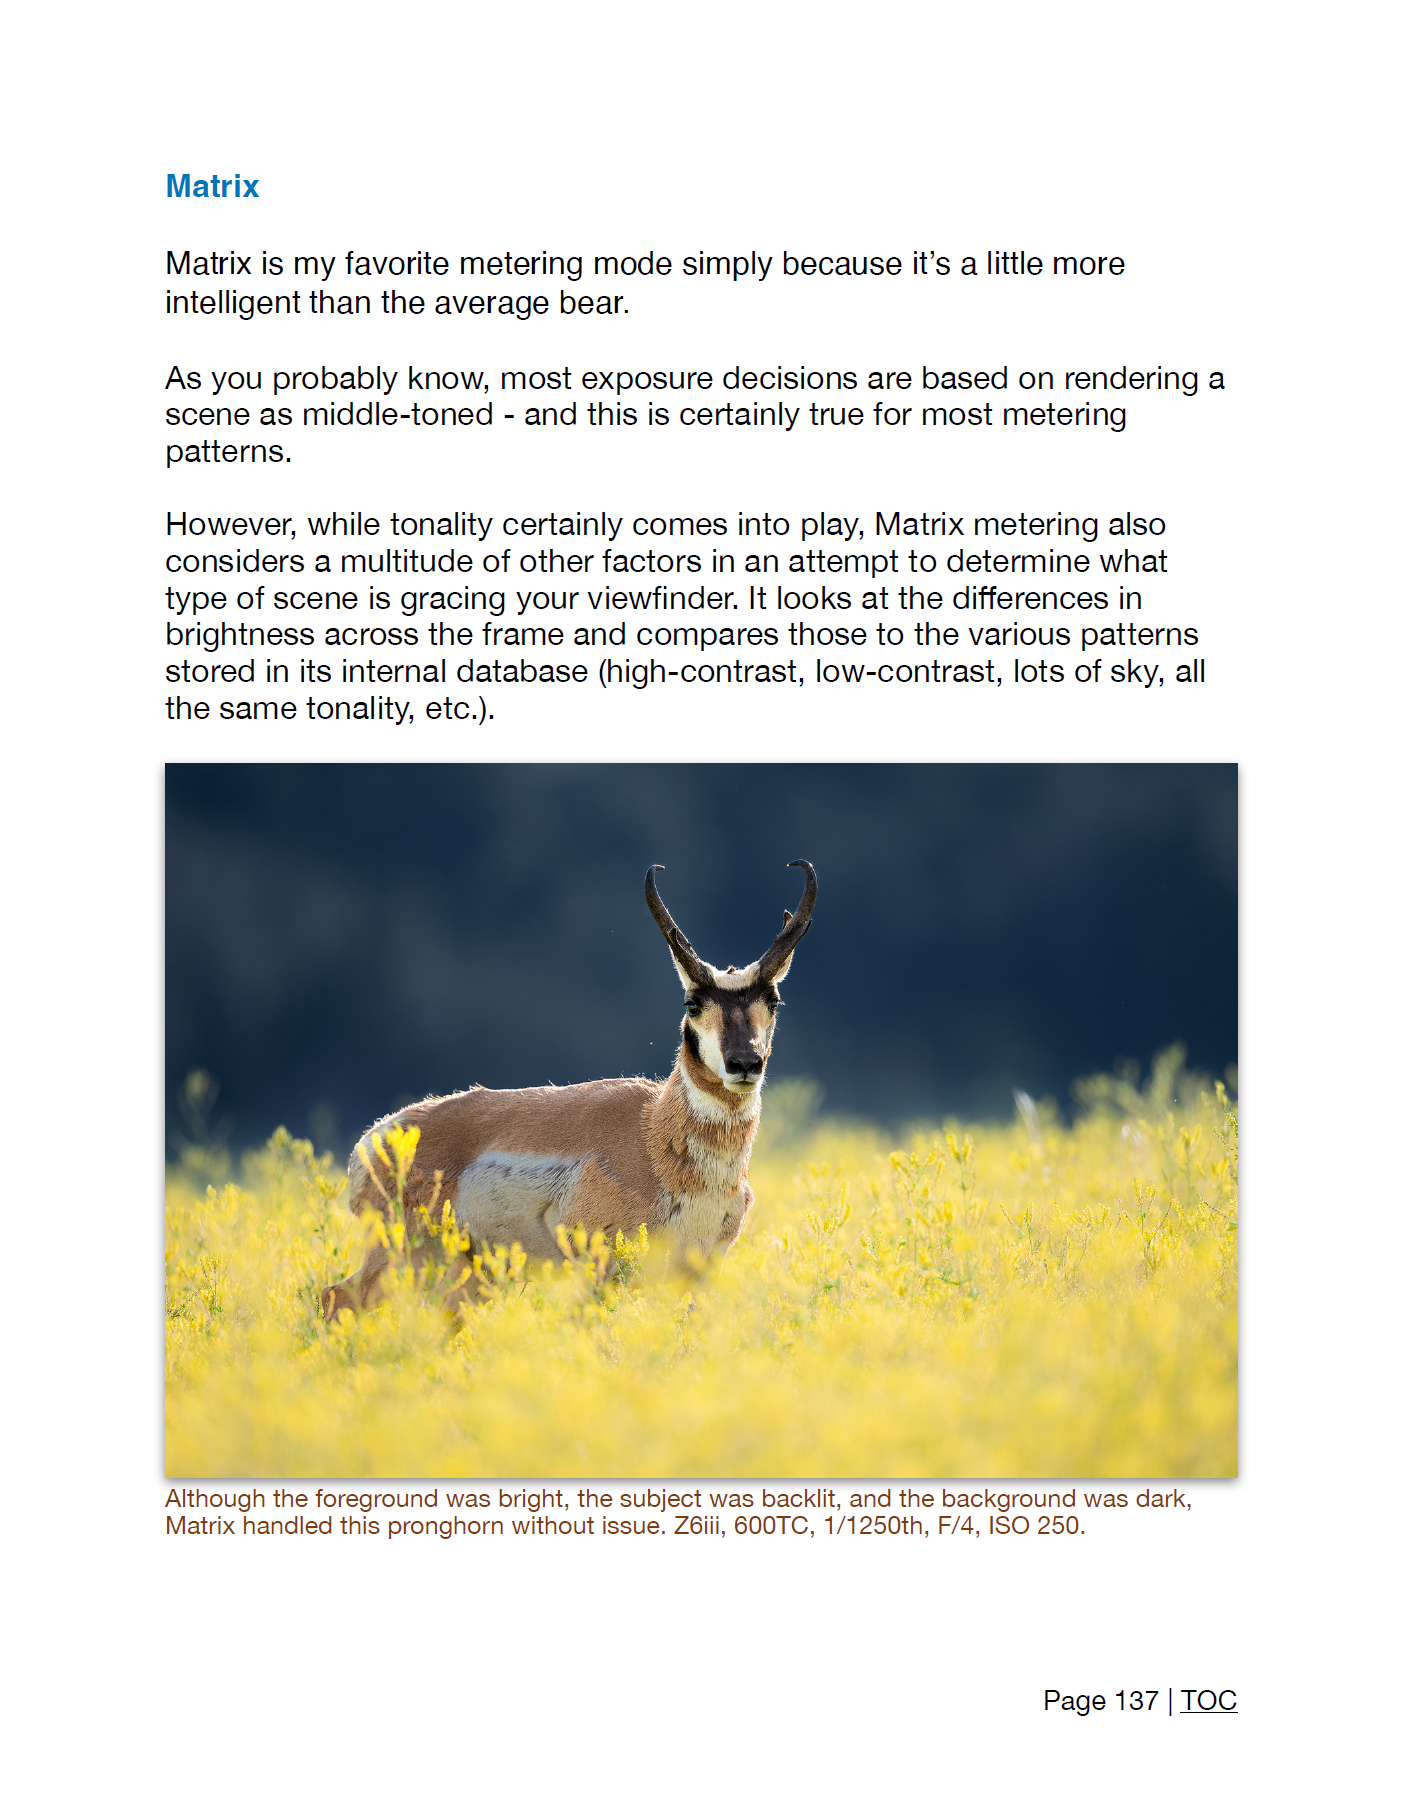 Matrix
Matrix is my favorite metering mode simply because it’s a little more
intelligent than the average bear.
As you probably know, most exposure decisions are based on rendering a
scene as middle-toned - and this is certainly true for most metering
patterns.
However, while tonality certainly comes into play, Matrix metering also
considers a multitude of other factors in an attempt to determine what
type of scene is gracing your viewfinder. It looks at the differences in
brightness across the frame and compares those to the various patterns
stored in its internal database (high-contrast, low-contrast, lots of sky, all
the same tonality, etc.).
Although the foreground was bright, the subject was backlit, and the background was dark,
Matrix handled this pronghorn without issue. Z6iii, 600TC, 1/1250th, F/4, ISO 250.
Page 137 | TOC